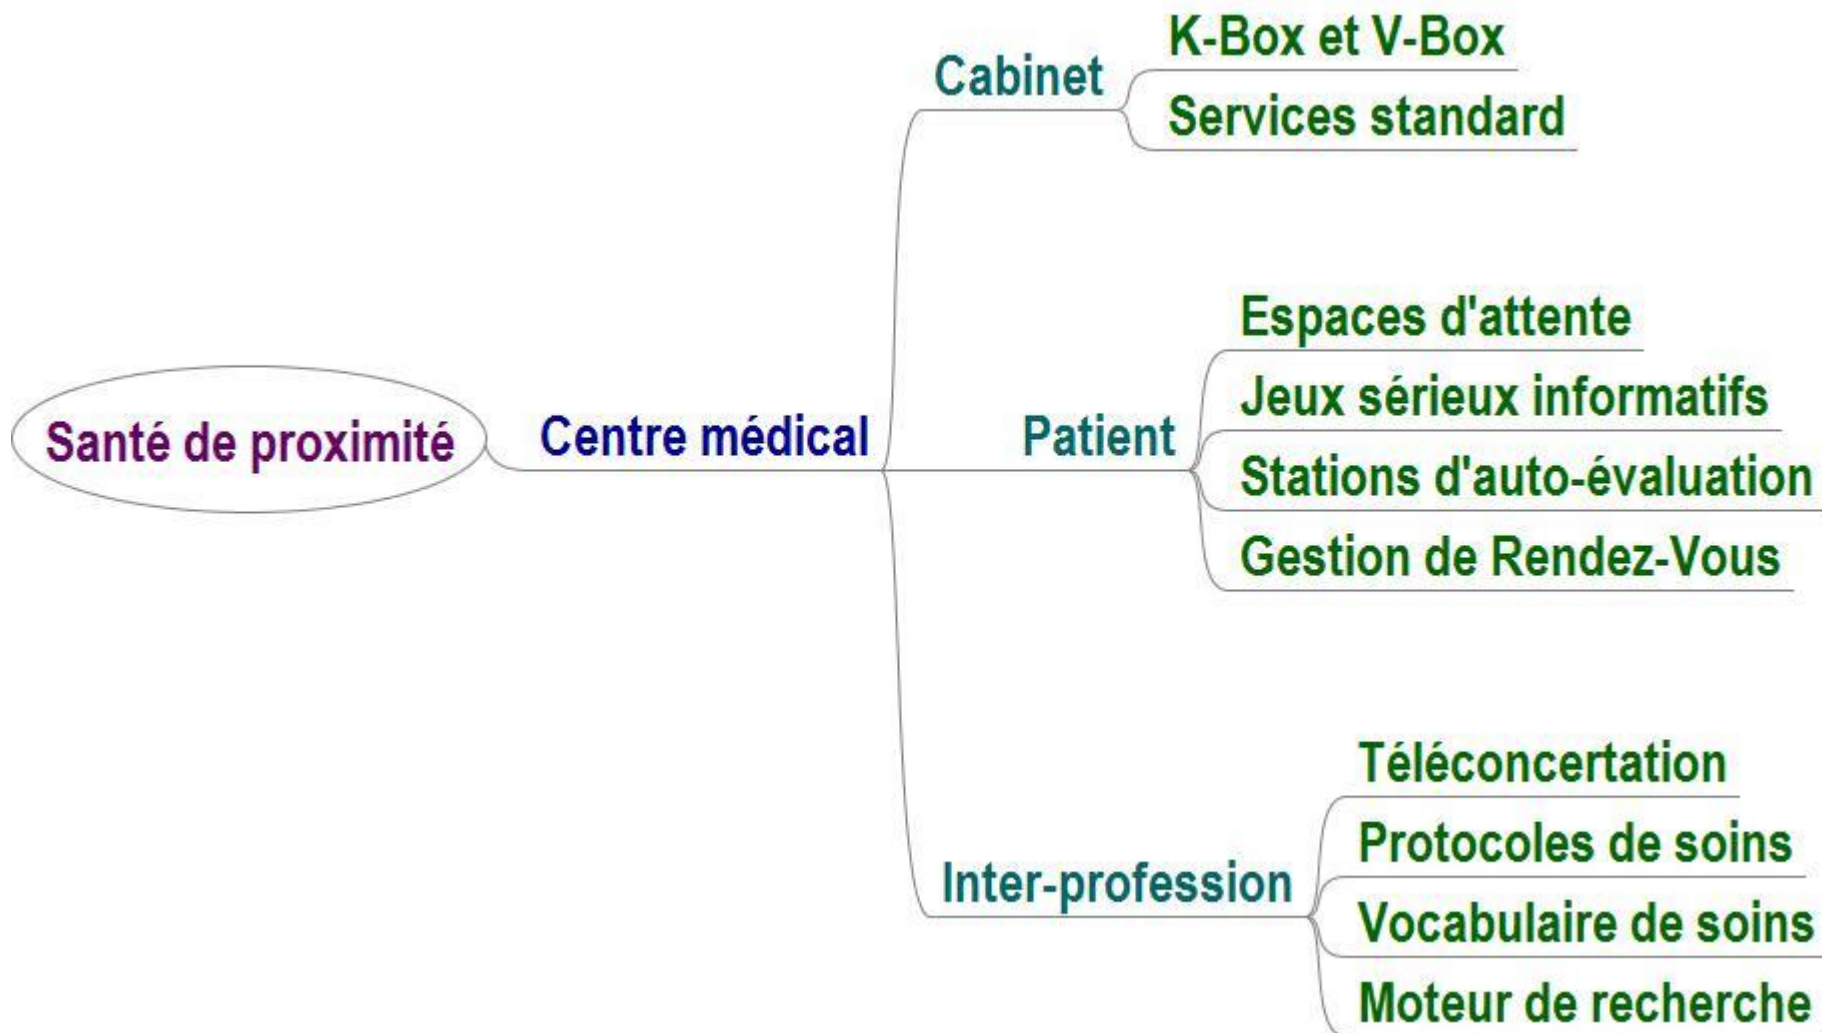 Santé de proximité
Centre médical
Cabinet
K-Box et V-Box
Services standard
Patient
Espaces d'attente
Jeux sérieux informatifs
Stations d'auto-évaluation
Gestion de Rendez-Vous
Inter-profession
Téléconcertation
Protocoles de soins
Vocabulaire de soins
Moteur de recherche